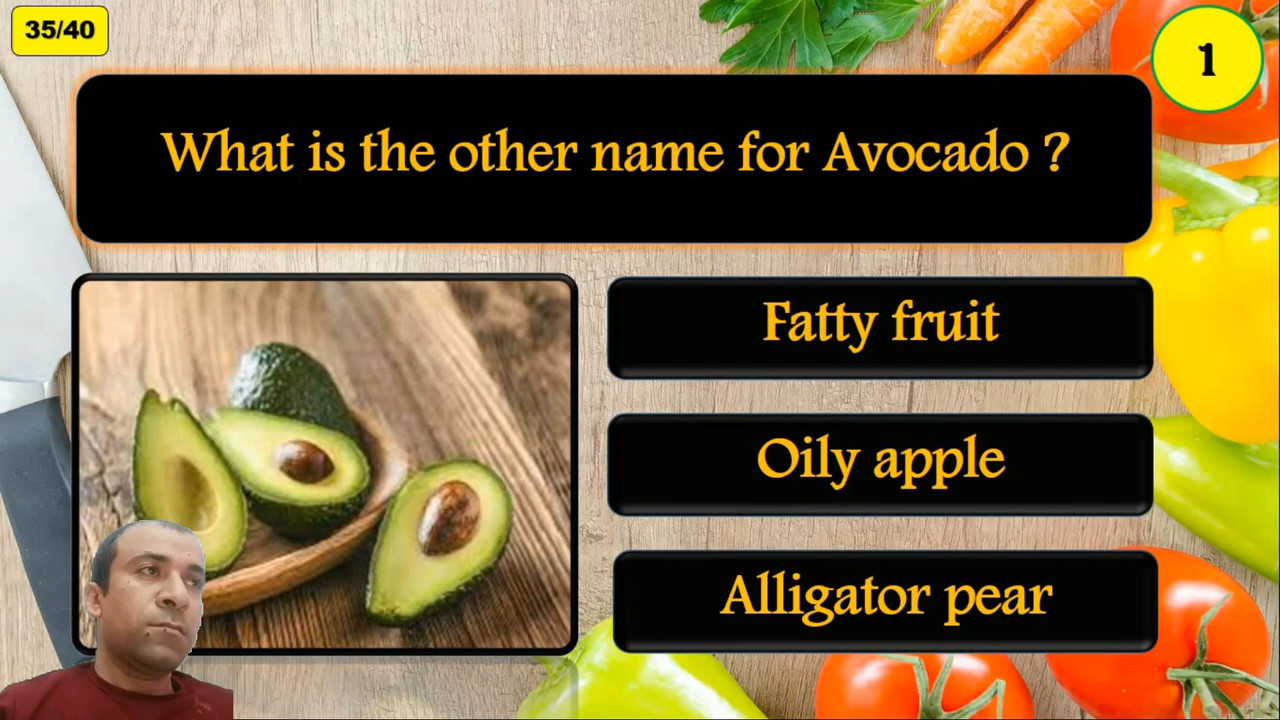 35/40
1
What is the other name for Avocado ?
Fatty fruit
Oily apple
Alligator pear